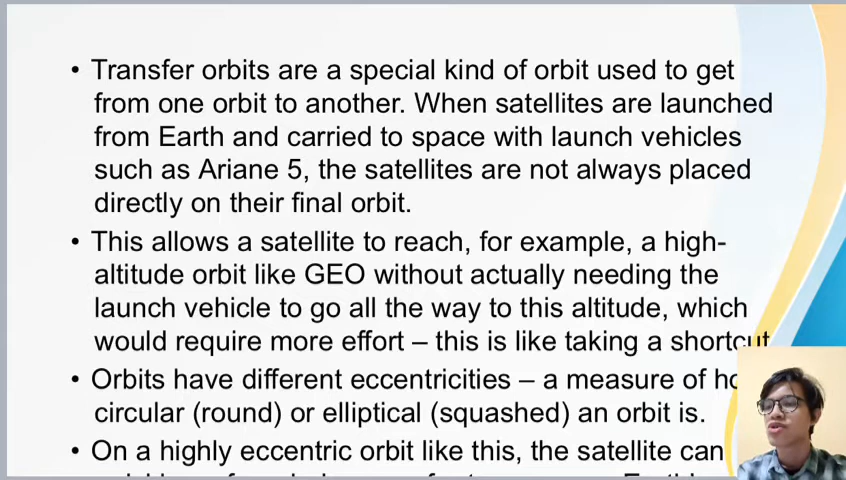 • Transfer orbits are a special kind of orbit used to get
from one orbit to another. When satellites are launched
from Earth and carried to space with launch vehicles
such as Ariane 5, the satellites are not always placed
directly on their final orbit.
• This allows a satellite to reach, for example, a high-
altitude orbit like GEO without actually needing the
launch vehicle to go all the way to this altitude, which
would require more effort – this is like taking a shortcut
• Orbits have different eccentricities – a measure of
circular (round) or elliptical (squashed) an orbit is.
• On a highly eccentric orbit like this, the satellite can